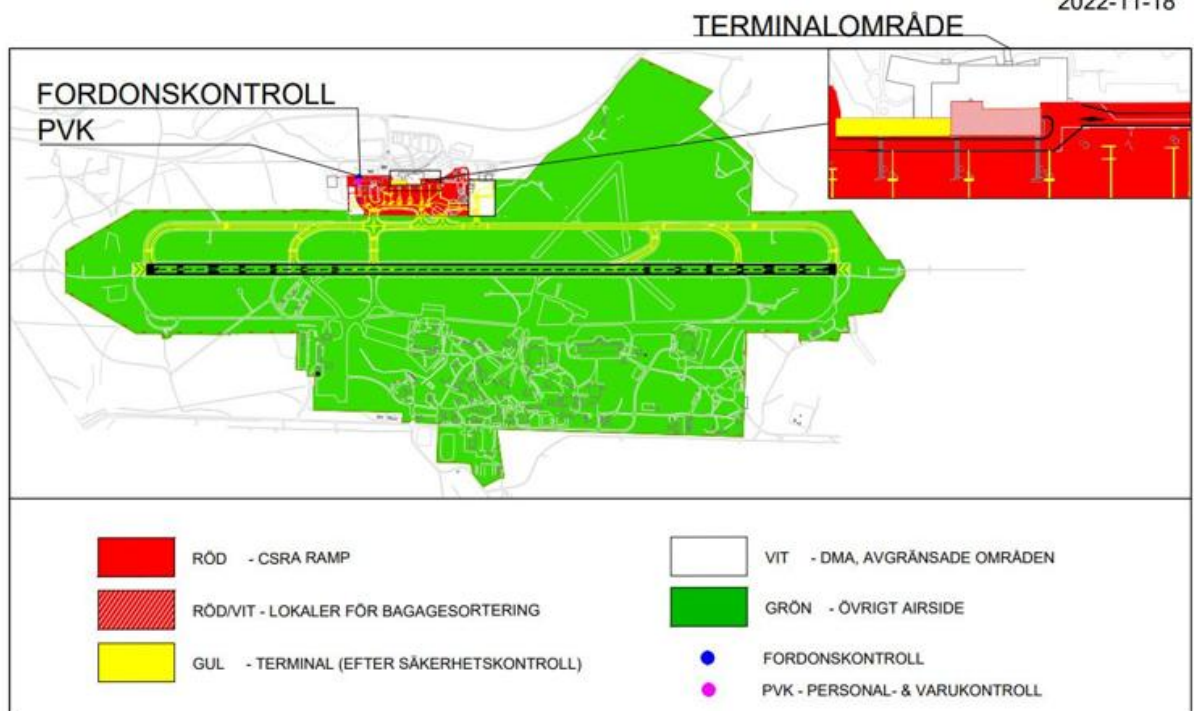 2022-11-18
TERMINALOMRÅDE
FORDONSKONTROLL
PVK
RÖD - CSRA RAMP
RÖD/VIT - LOKALER FÖR BAGAGESORTERING
GUL - TERMINAL (EFTER SÄKERHETSKONTROLL)
VIT - DMA, AVGRÄNSADE OMRÅDEN
GRÖN - ÖVRIGT AIRSIDE
FORDONSKONTROLL
PVK - PERSONAL- & VARUKONTROLL